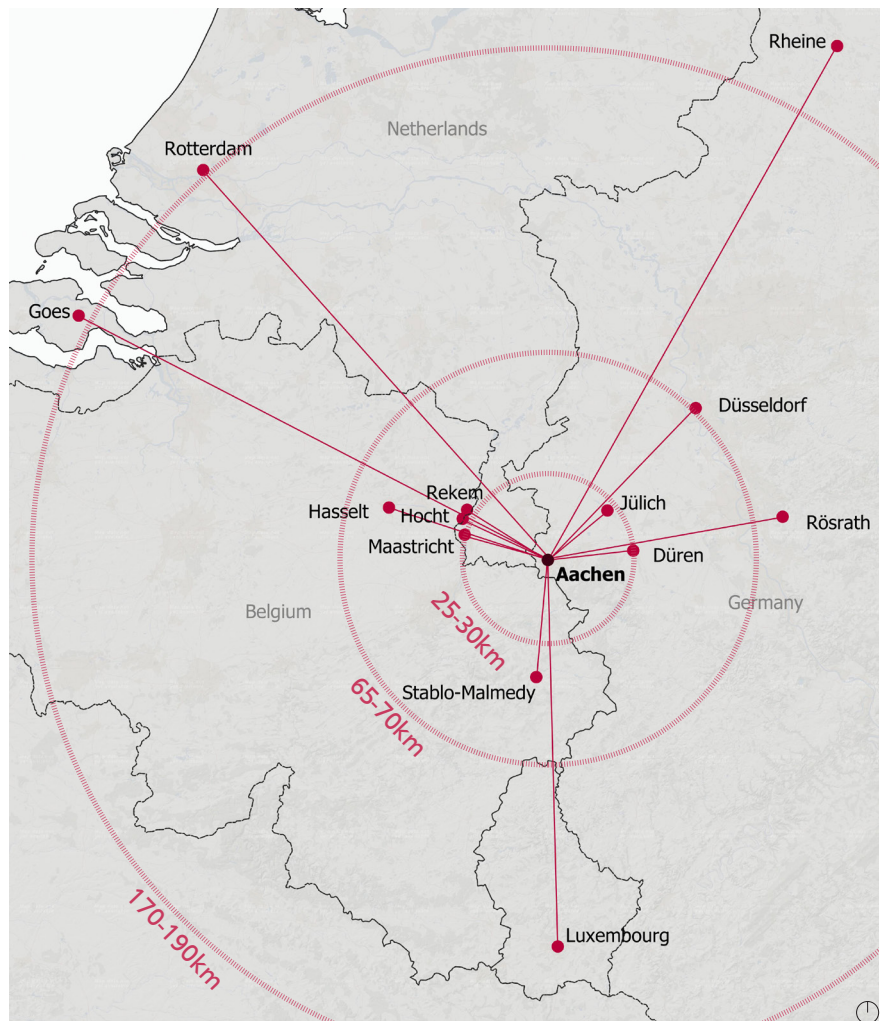 Rheine
Netherlands
Rotterdam
Goes
Düsseldorf
Rekem
Jülich
Hasselt
Hocht
Rösrath
Maastricht
Düren
Aachen
Belgium
Germany
25-30km
Stablo-Malmedy
65-70km
Luxembourg
170-190km